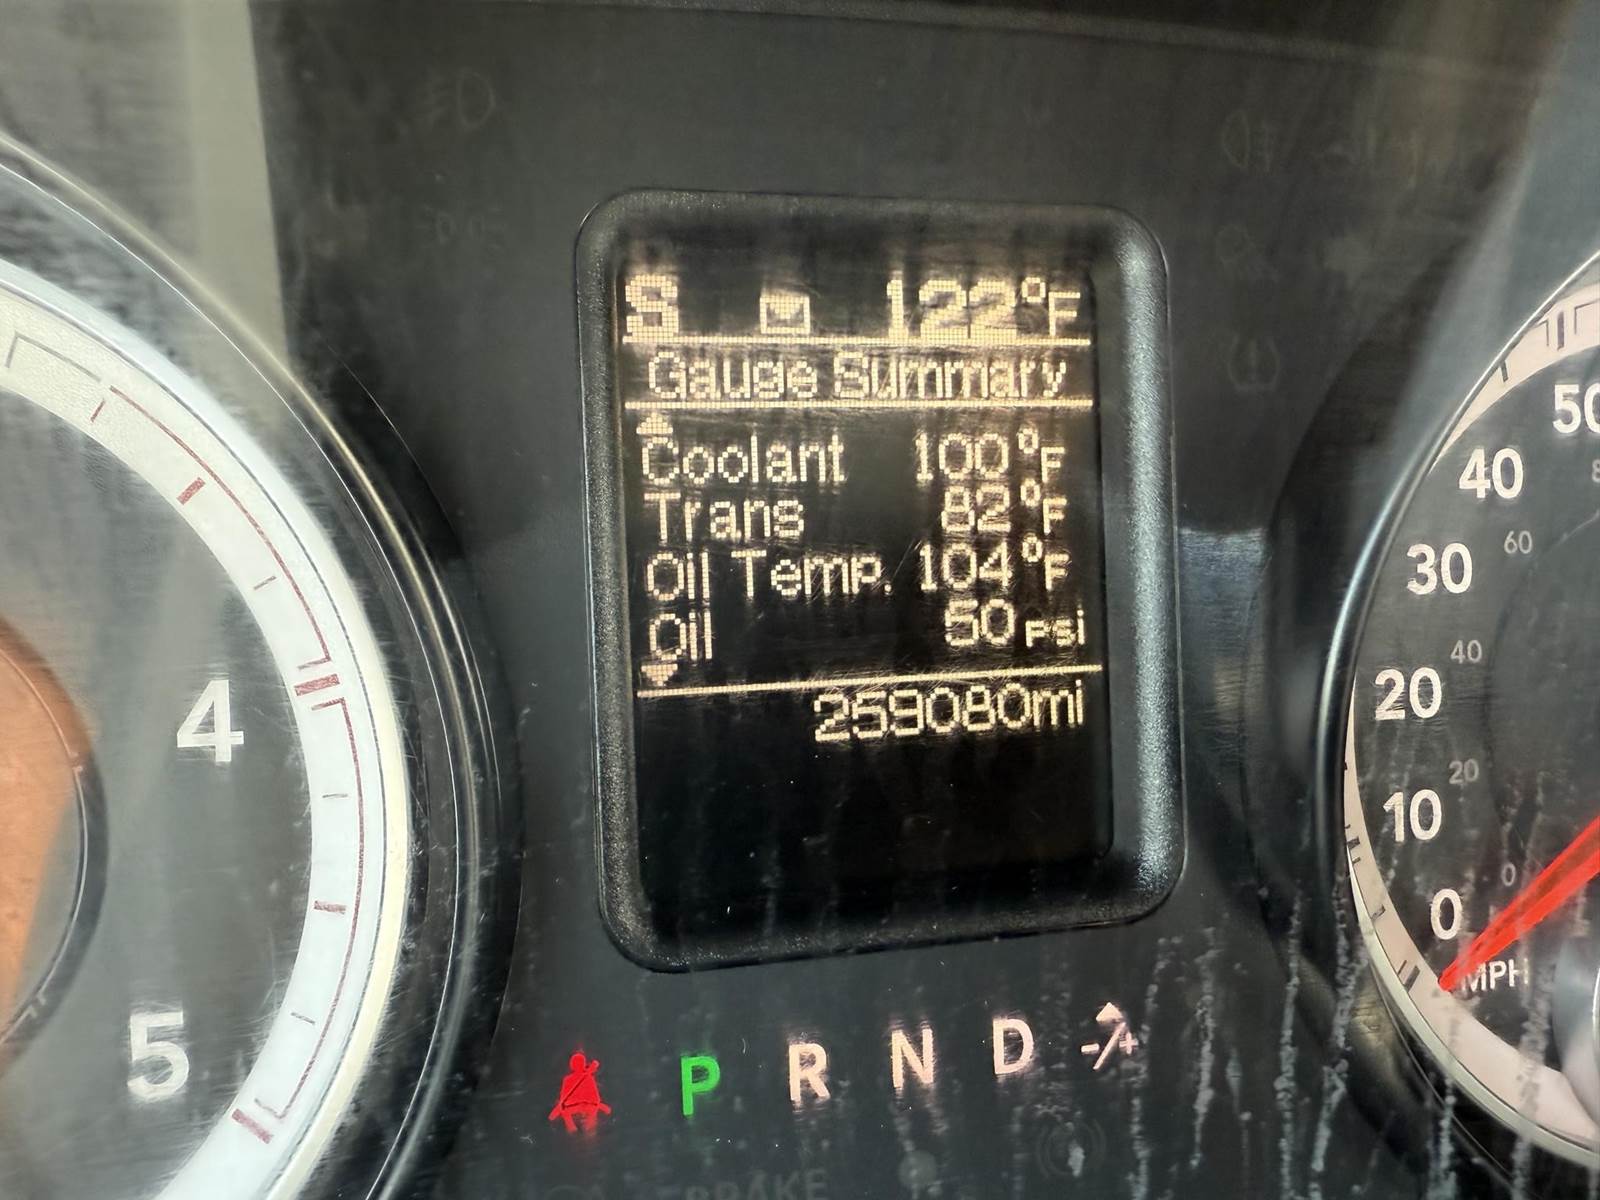 S 122°F
Gauge Summary
Coolant 100°F
Trans 82°F
Oil Temp. 104°F
Oil 50 psi
259080mi
4
5
50
40
30
60
20
40
10
20
0
0
MPH
P R N D -/+
BRAKE